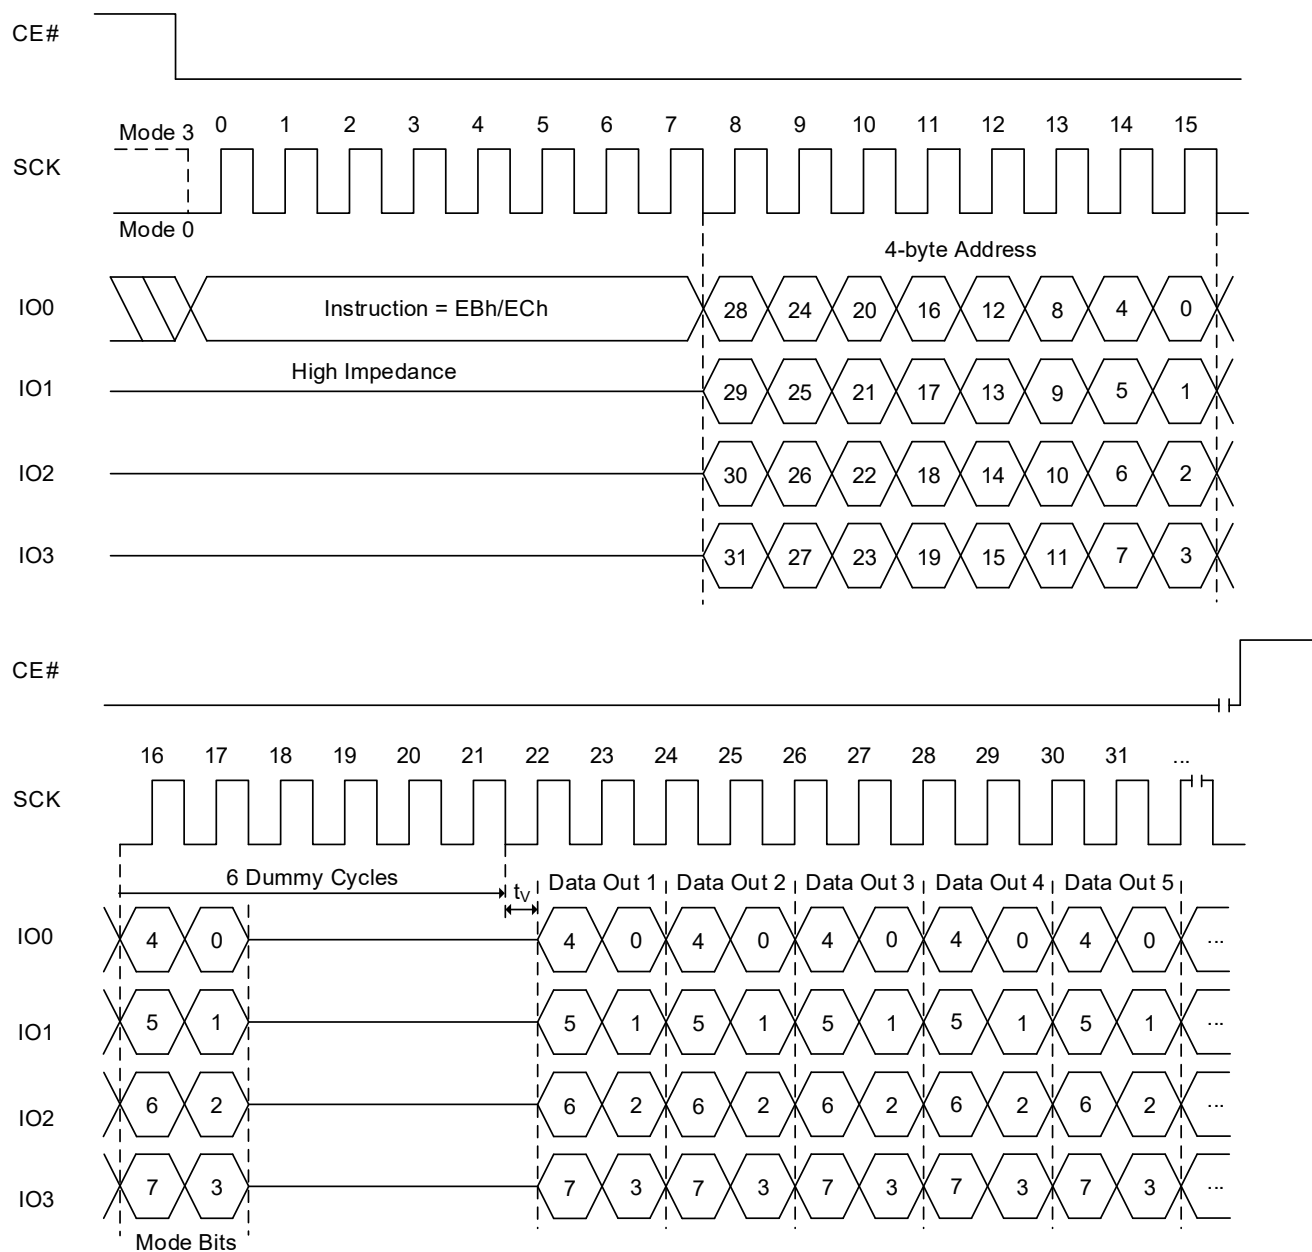 CE#
0 1 2 3 4 5 6 7 8 9 10 11 12 13 14 15
Mode 3
SCK
Mode 0
4-byte Address
IO0 Instruction = EBh/ECh 28 24 20 16 12 8 4 0
High Impedance
IO1 29 25 21 17 13 9 5 1
IO2 30 26 22 18 14 10 6 2
IO3 31 27 23 19 15 11 7 3
CE#
16 17 18 19 20 21 22 23 24 25 26 27 28 29 30 31 ...
SCK
6 Dummy Cycles tV Data Out 1 Data Out 2 Data Out 3 Data Out 4 Data Out 5
IO0 4 0 4 0 4 0 4 0 4 0 4 0 ...
IO1 5 1 5 1 5 1 5 1 5 1 5 1 ...
IO2 6 2 6 2 6 2 6 2 6 2 6 2 ...
IO3 7 3 7 3 7 3 7 3 7 3 7 3 ...
Mode Bits